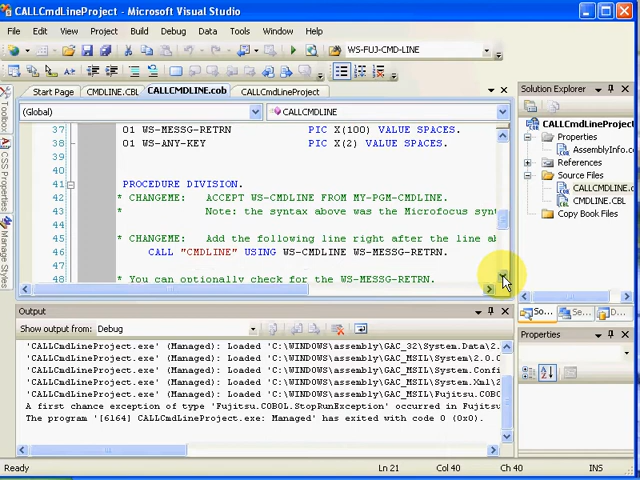 CALLCmdLineProject - Microsoft Visual Studio
File Edit View Project Build Debug Data Tools Window Help
WS-FUJ-CMD-LINE
Start Page CMDLINE.CBL CALLCMDLINE.cob CALLCmdLineProject
(Global) CALLCMDLINE
37 01 WS-MESSG-RETRN PIC X(100) VALUE SPACES.
38 01 WS-ANY-KEY PIC X(2) VALUE SPACES.
39
40
41 PROCEDURE DIVISION.
42 * CHANGEME: ACCEPT WS-CMDLINE FROM MY-PGM-CMDLINE.
43 * Note: the syntax above was the Microfocus synt
44
45 * CHANGEME: Add the following line right after the line ab
46 CALL "CMDLINE" USING WS-CMDLINE WS-MESSG-RETRN.
47
48 * You can optionally check for the WS-MESSG-RETRN.
Toolbox
CSS Properties
Manage Styles
Solution Explorer
CALLCmdLineProject
Properties
AssemblyInfo.co
References
Source Files
CALLCMDLINE.c
CMDLINE.CBL
Copy Book Files
So... Se... D...
Properties
Output
Show output from: Debug
'CALLCmdLineProject.exe' (Managed): Loaded 'C:\WINDOWS\assembly\GAC_32\System.Data\2.
'CALLCmdLineProject.exe' (Managed): Loaded 'C:\WINDOWS\assembly\GAC_MSIL\System\2.0.0
'CALLCmdLineProject.exe' (Managed): Loaded 'C:\WINDOWS\assembly\GAC_MSIL\System.Confi
'CALLCmdLineProject.exe' (Managed): Loaded 'C:\WINDOWS\assembly\GAC_MSIL\System.Xml\2
'CALLCmdLineProject.exe' (Managed): Loaded 'C:\WINDOWS\assembly\GAC_MSIL\Fujitsu.COBO
A first chance exception of type 'Fujitsu.COBOL.StopRunException' occurred in Fujitsu
The program '[6164] CALLCmdLineProject.exe: Managed' has exited with code 0 (0x0).
Ready Ln 21 Col 40 Ch 40